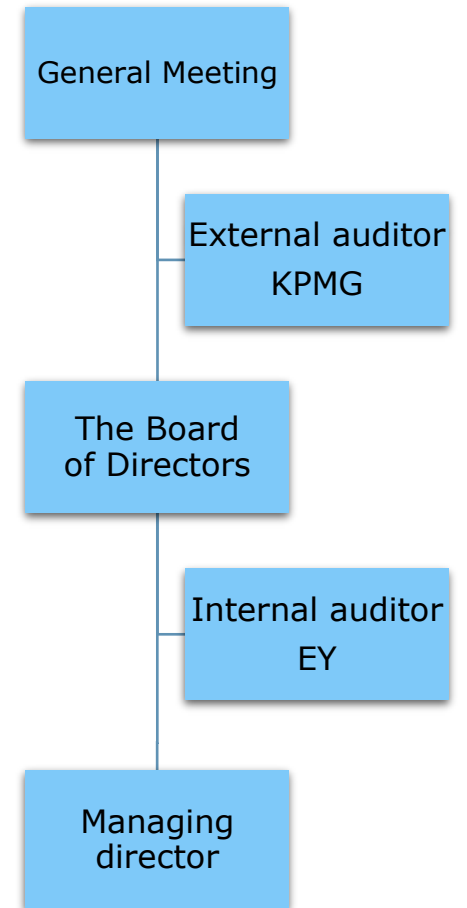 General Meeting
External auditor
KPMG
The Board
of Directors
Internal auditor
EY
Managing
director